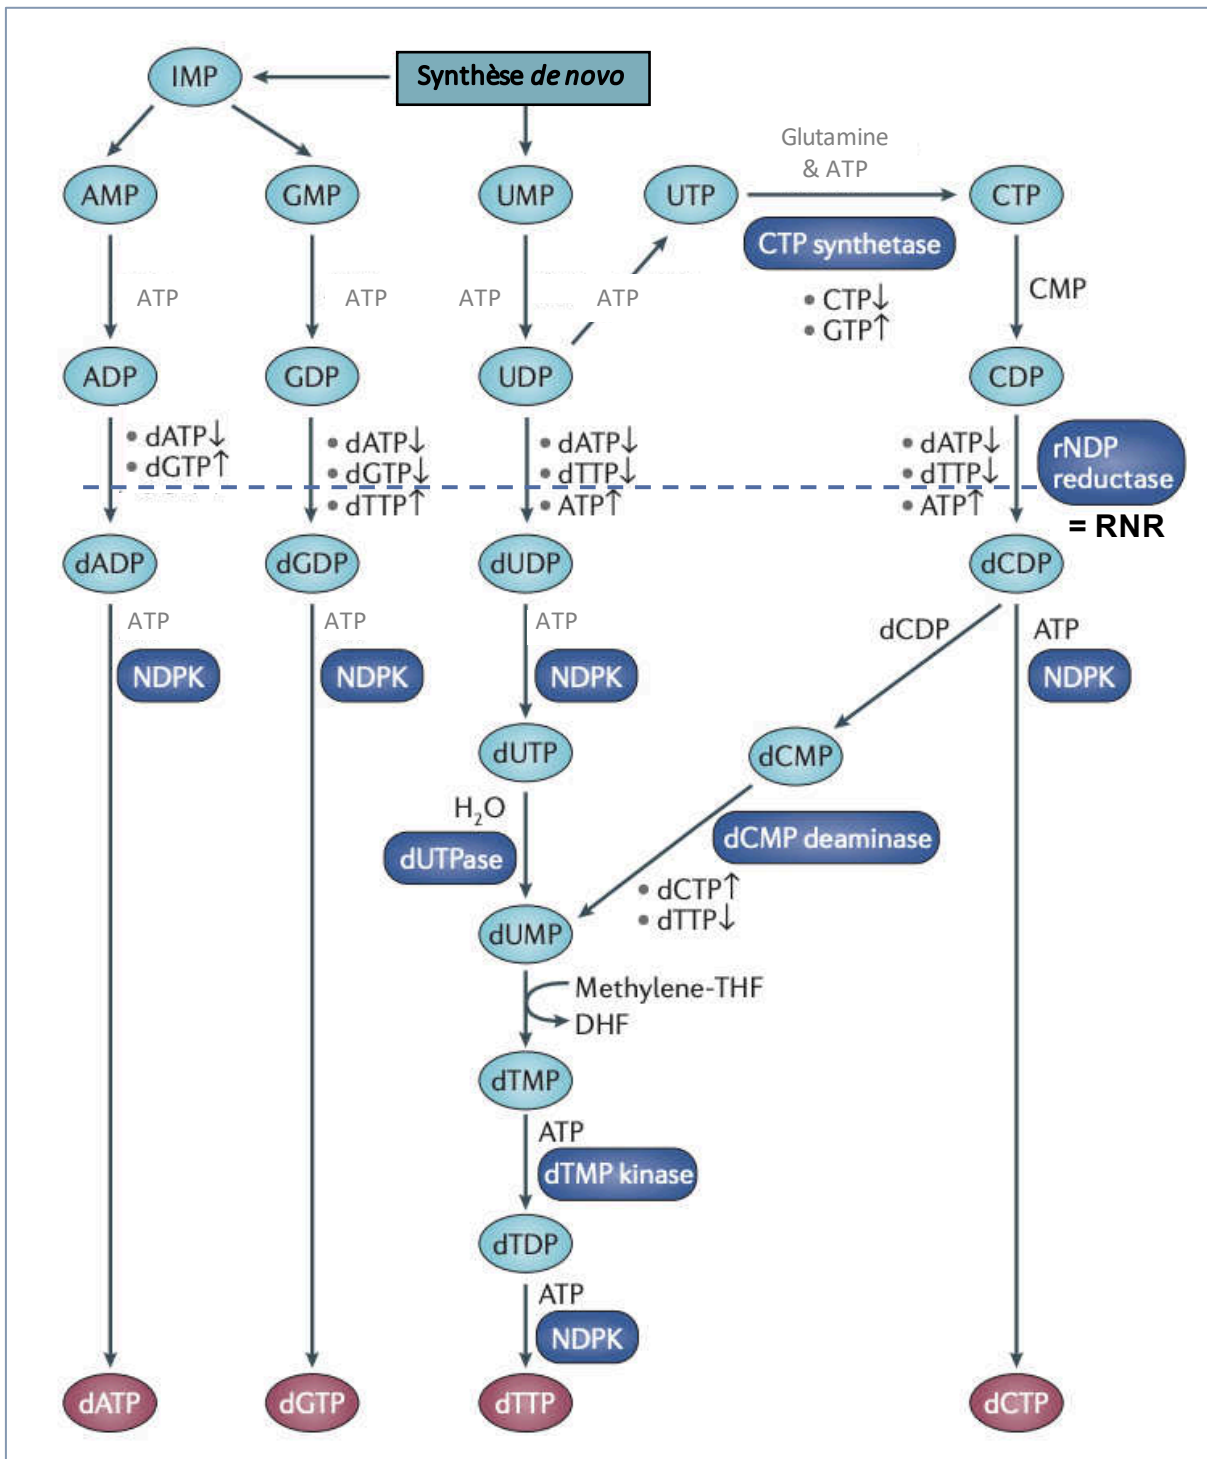 IMP
Synthèse de novo
Glutamine
& ATP
AMP
GMP
UMP
UTP
CTP
CTP synthetase
ATP
ATP
ATP
ATP
• CTP↓
• GTP↑
CMP
ADP
GDP
UDP
CDP
• dATP↓
• dGTP↑
• dATP↓
• dGTP↓
• dTTP↑
• dATP↓
• dTTP↓
• ATP↑
• dATP↓
• dTTP↓
• ATP↑
rNDP
reductase
= RNR
dADP
dGDP
dUDP
dCDP
ATP
ATP
ATP
dCDP
ATP
NDPK
NDPK
NDPK
NDPK
dUTP
dCMP
H₂O
dUTPase
dCMP deaminase
• dCTP↑
• dTTP↓
dUMP
Methylene-THF
DHF
dTMP
ATP
dTMP kinase
dTDP
ATP
NDPK
dATP
dGTP
dTTP
dCTP